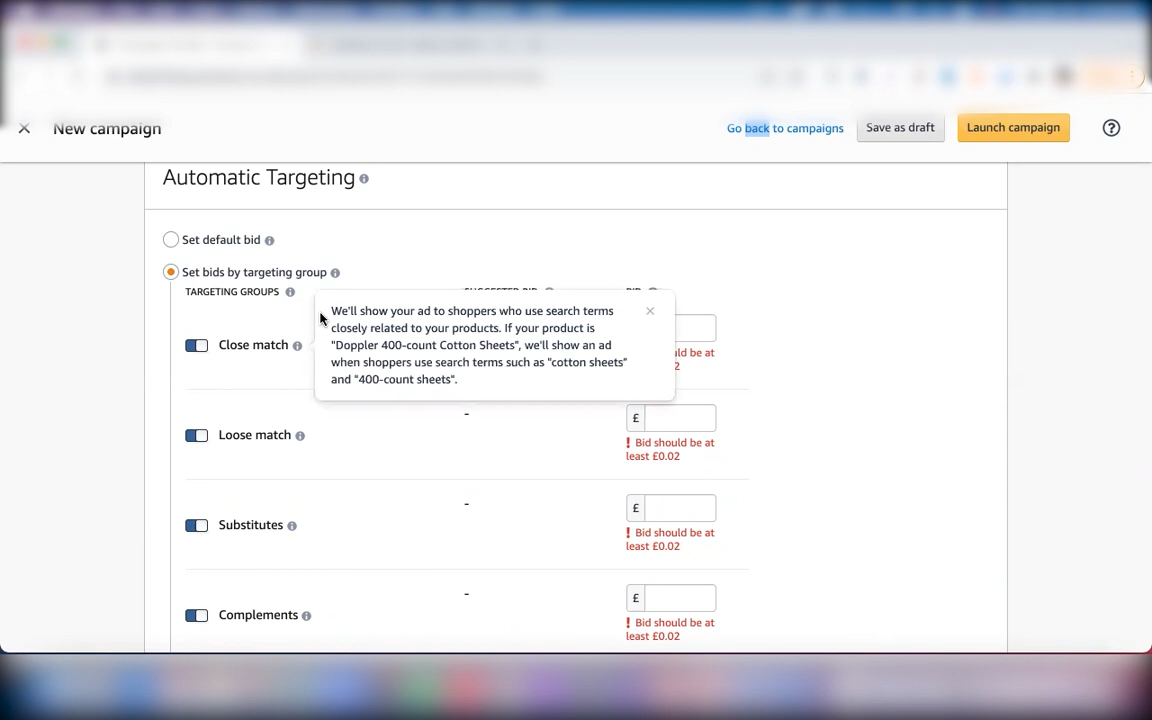 New campaign
Go back to campaigns
Save as draft
Launch campaign
Automatic Targeting
Set default bid
Set bids by targeting group
TARGETING GROUPS
We'll show your ad to shoppers who use search terms
closely related to your products. If your product is
"Doppler 400-count Cotton Sheets", we'll show an ad
when shoppers use search terms such as "cotton sheets"
and "400-count sheets".
Close match
Loose match
-
£
! Bid should be at
least £0.02
Substitutes
-
£
! Bid should be at
least £0.02
Complements
-
£
! Bid should be at
least £0.02